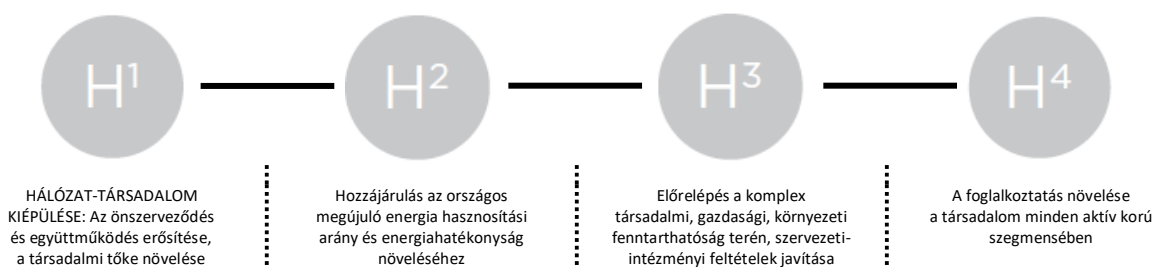 H¹
H²
H³
H⁴
HÁLÓZAT-TÁRSADALOM
KIÉPÜLÉSE: Az önszerveződés
és együttműködés erősítése,
a társadalmi tőke növelése
Hozzájárulás az országos
megújuló energia hasznosítási
arány és energiahatékonyság
növeléséhez
Előrelépés a komplex
társadalmi, gazdasági, környezeti
fenntarthatóság terén, szervezeti-
intézményi feltételek javítása
A foglalkoztatás növelése
a társadalom minden aktív korú
szegmensében